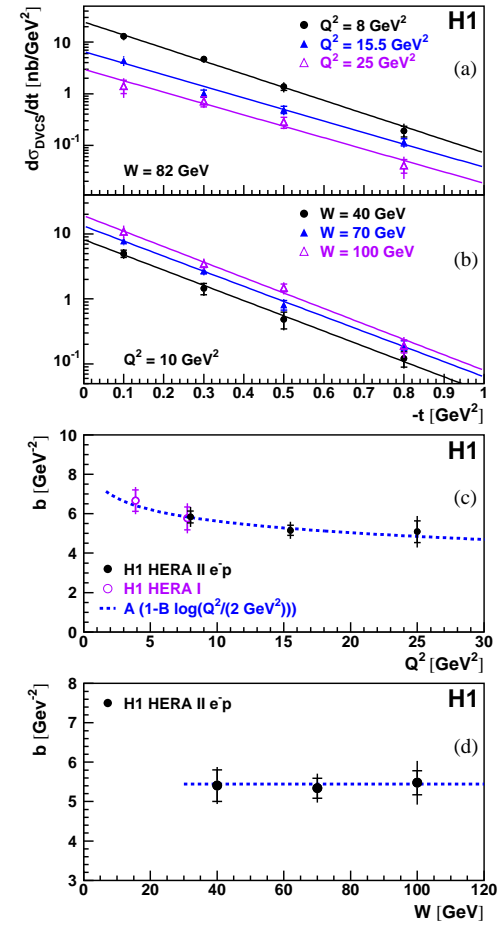 H1
Q² = 8 GeV²
Q² = 15.5 GeV²
Q² = 25 GeV²
(a)
dσDVCS/dt [nb/GeV²]
10
1
10⁻¹
W = 82 GeV
W = 40 GeV
W = 70 GeV
W = 100 GeV
(b)
10
1
10⁻¹
Q² = 10 GeV²
0 0.1 0.2 0.3 0.4 0.5 0.6 0.7 0.8 0.9 1
-t [GeV²]
H1
b [GeV⁻²]
(c)
10
8
6
4
2
0
H1 HERA II e⁻p
H1 HERA I
A (1-B log(Q²/(2 GeV²)))
0 5 10 15 20 25 30
Q² [GeV²]
H1
b [GeV⁻²]
H1 HERA II e⁻p
(d)
8
7
6
5
4
3
0 20 40 60 80 100 120
W [GeV]